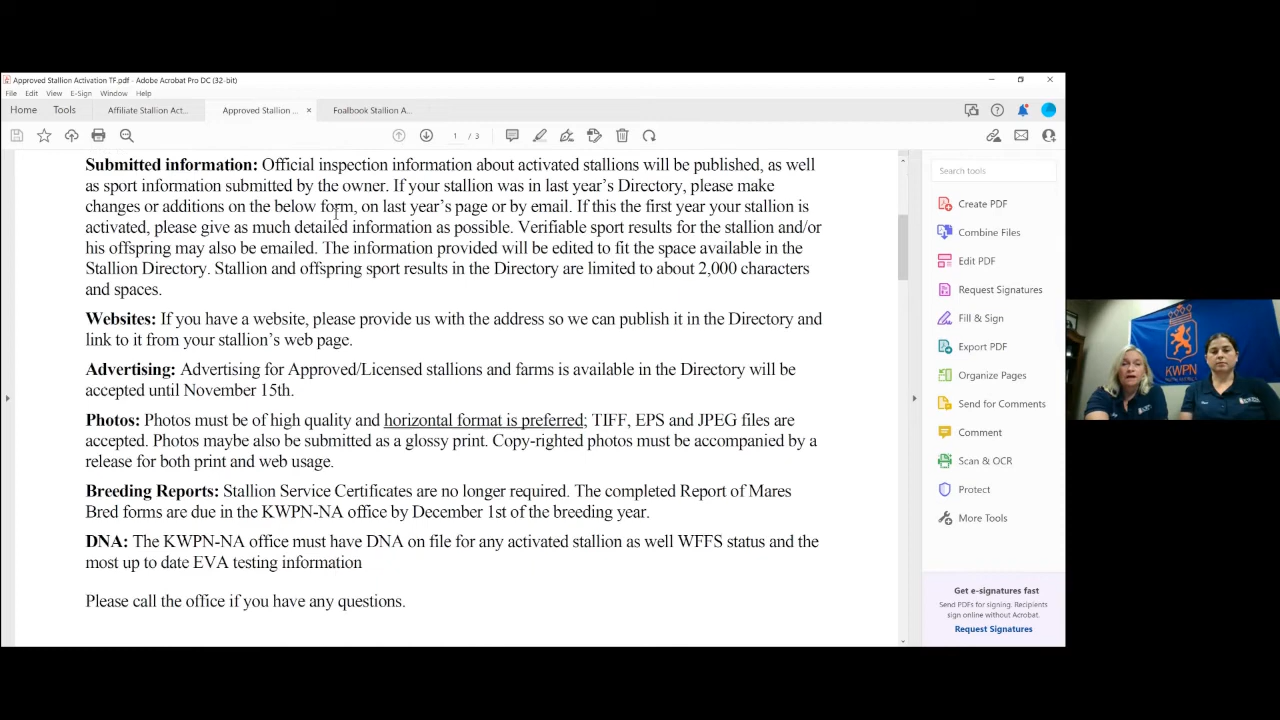 Approved Stallion Activation TF.pdf - Adobe Acrobat Pro DC (32-bit)
File Edit View E-Sign Window Help
Home Tools Affiliate Stallion Act... Approved Stallion ... × Foalbook Stallion A...
1 / 3
Submitted information: Official inspection information about activated stallions will be published, as well
as sport information submitted by the owner. If your stallion was in last year's Directory, please make
changes or additions on the below form, on last year's page or by email. If this the first year your stallion is
activated, please give as much detailed information as possible. Verifiable sport results for the stallion and/or
his offspring may also be emailed. The information provided will be edited to fit the space available in the
Stallion Directory. Stallion and offspring sport results in the Directory are limited to about 2,000 characters
and spaces.
Websites: If you have a website, please provide us with the address so we can publish it in the Directory and
link to it from your stallion's web page.
Advertising: Advertising for Approved/Licensed stallions and farms is available in the Directory will be
accepted until November 15th.
Photos: Photos must be of high quality and horizontal format is preferred; TIFF, EPS and JPEG files are
accepted. Photos maybe also be submitted as a glossy print. Copy-righted photos must be accompanied by a
release for both print and web usage.
Breeding Reports: Stallion Service Certificates are no longer required. The completed Report of Mares
Bred forms are due in the KWPN-NA office by December 1st of the breeding year.
DNA: The KWPN-NA office must have DNA on file for any activated stallion as well WFFS status and the
most up to date EVA testing information
Please call the office if you have any questions.
Search tools
Create PDF
Combine Files
Edit PDF
Request Signatures
Fill & Sign
Export PDF
Organize Pages
Send for Comments
Comment
Scan & OCR
Protect
More Tools
Get e-signatures fast
Send PDFs for signing. Recipients
sign online without Acrobat.
Request Signatures
KWPN